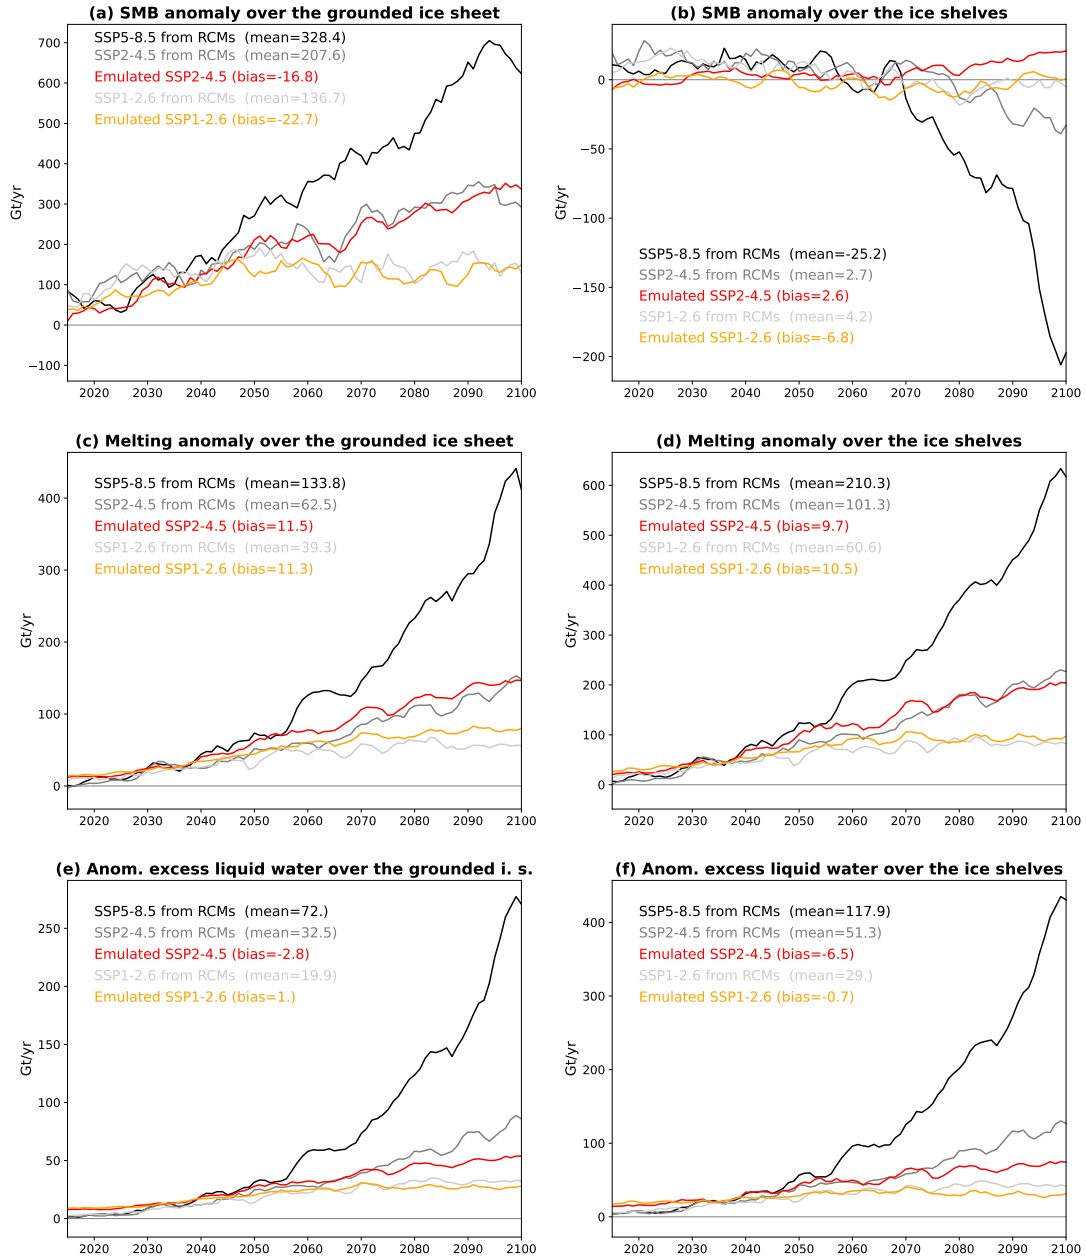 (a) SMB anomaly over the grounded ice sheet
SSP5-8.5 from RCMs (mean=328.4)
SSP2-4.5 from RCMs (mean=207.6)
Emulated SSP2-4.5 (bias=-16.8)
SSP1-2.6 from RCMs (mean=136.7)
Emulated SSP1-2.6 (bias=-22.7)
Gt/yr
700
600
500
400
300
200
100
0
−100
2020 2030 2040 2050 2060 2070 2080 2090 2100
(b) SMB anomaly over the ice shelves
SSP5-8.5 from RCMs (mean=-25.2)
SSP2-4.5 from RCMs (mean=2.7)
Emulated SSP2-4.5 (bias=2.6)
SSP1-2.6 from RCMs (mean=4.2)
Emulated SSP1-2.6 (bias=-6.8)
Gt/yr
0
−50
−100
−150
−200
2020 2030 2040 2050 2060 2070 2080 2090 2100
(c) Melting anomaly over the grounded ice sheet
SSP5-8.5 from RCMs (mean=133.8)
SSP2-4.5 from RCMs (mean=62.5)
Emulated SSP2-4.5 (bias=11.5)
SSP1-2.6 from RCMs (mean=39.3)
Emulated SSP1-2.6 (bias=11.3)
Gt/yr
400
300
200
100
0
2020 2030 2040 2050 2060 2070 2080 2090 2100
(d) Melting anomaly over the ice shelves
SSP5-8.5 from RCMs (mean=210.3)
SSP2-4.5 from RCMs (mean=101.3)
Emulated SSP2-4.5 (bias=9.7)
SSP1-2.6 from RCMs (mean=60.6)
Emulated SSP1-2.6 (bias=10.5)
Gt/yr
600
500
400
300
200
100
0
2020 2030 2040 2050 2060 2070 2080 2090 2100
(e) Anom. excess liquid water over the grounded i. s.
SSP5-8.5 from RCMs (mean=72.)
SSP2-4.5 from RCMs (mean=32.5)
Emulated SSP2-4.5 (bias=-2.8)
SSP1-2.6 from RCMs (mean=19.9)
Emulated SSP1-2.6 (bias=1.)
Gt/yr
250
200
150
100
50
0
2020 2030 2040 2050 2060 2070 2080 2090 2100
(f) Anom. excess liquid water over the ice shelves
SSP5-8.5 from RCMs (mean=117.9)
SSP2-4.5 from RCMs (mean=51.3)
Emulated SSP2-4.5 (bias=-6.5)
SSP1-2.6 from RCMs (mean=29.)
Emulated SSP1-2.6 (bias=-0.7)
Gt/yr
400
300
200
100
0
2020 2030 2040 2050 2060 2070 2080 2090 2100